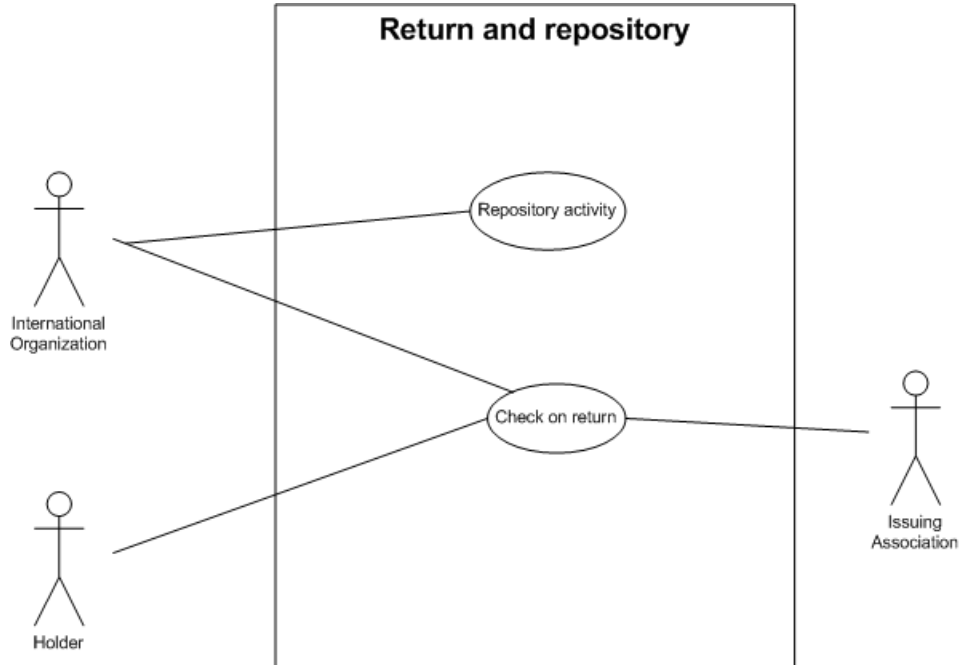 Return and repository
Repository activity
International
Organization
Check on return
Issuing
Association
Holder